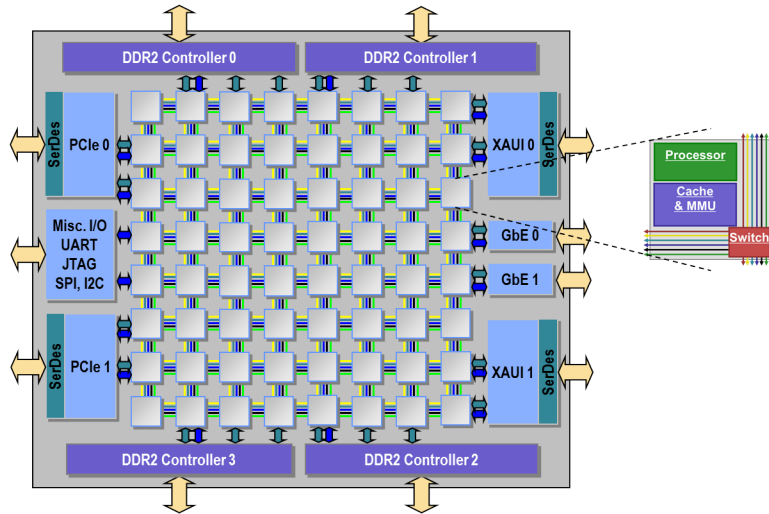 DDR2 Controller 0
DDR2 Controller 1
SerDes
PCIe 0
XAUI 0
SerDes
Processor
Cache
& MMU
Switch
Misc. I/O
UART
JTAG
SPI, I2C
GbE 0
GbE 1
SerDes
PCIe 1
XAUI 1
SerDes
DDR2 Controller 3
DDR2 Controller 2